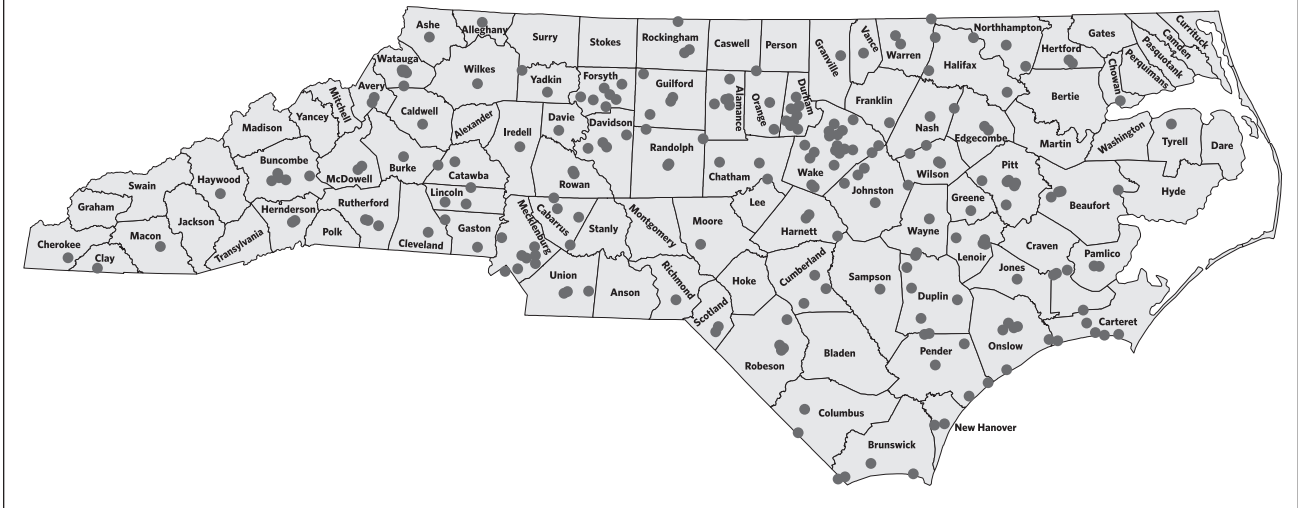 Ashe
Alleghany
Surry
Stokes
Rockingham
Caswell
Person
Granville
Vance
Warren
Northhampton
Gates
Currituck
Camden
Pasquotank
Perquimans
Hertford
Halifax
Watauga
Wilkes
Yadkin
Forsyth
Guilford
Alamance
Orange
Durham
Franklin
Bertie
Chowan
Avery
Mitchell
Yancey
Madison
Caldwell
Alexander
Iredell
Davie
Davidson
Randolph
Chatham
Wake
Nash
Edgecombe
Martin
Washington
Tyrell
Dare
Buncombe
McDowell
Burke
Catawba
Rowan
Haywood
Swain
Graham
Lincoln
Rutherford
Hernderson
Polk
Cleveland
Gaston
Mecklenburg
Cabarrus
Stanly
Montgomery
Moore
Lee
Harnett
Johnston
Wilson
Greene
Pitt
Beaufort
Hyde
Jackson
Transylvania
Macon
Cherokee
Clay
Union
Anson
Richmond
Scotland
Hoke
Cumberland
Sampson
Wayne
Lenoir
Craven
Pamlico
Jones
Duplin
Onslow
Carteret
Robeson
Bladen
Pender
Columbus
Brunswick
New Hanover